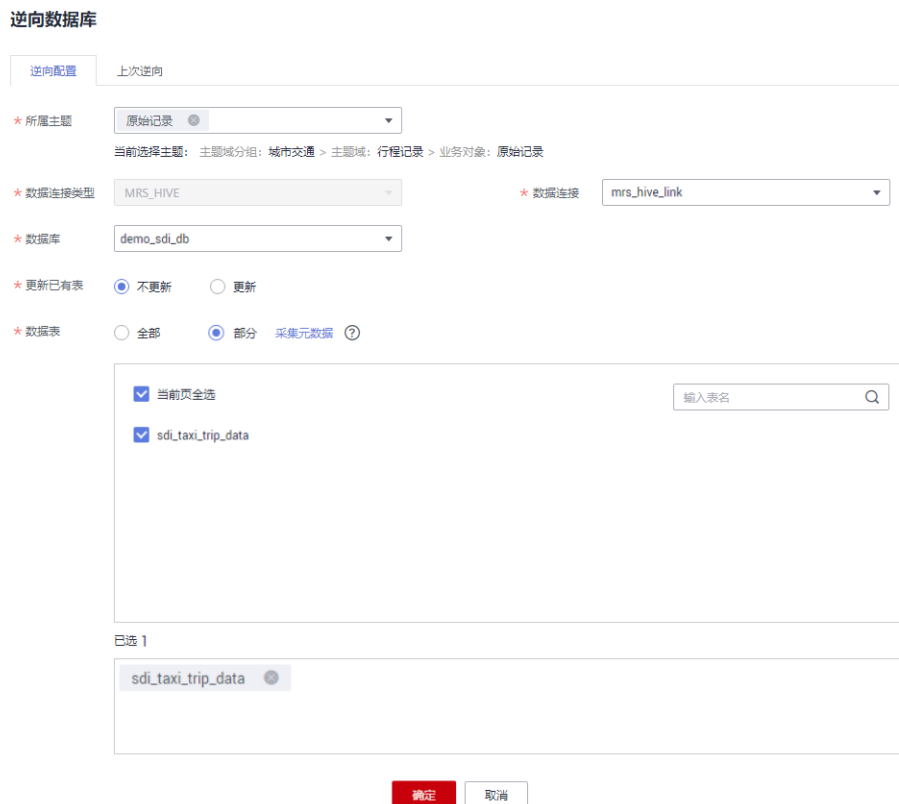 逆向数据库
逆向配置 上次逆向
* 所属主题 原始记录
当前选择主题: 主题域分组: 城市交通 > 主题域: 行程记录 > 业务对象: 原始记录
* 数据连接类型 MRS_HIVE * 数据连接 mrs_hive_link
* 数据库 demo_sdi_db
* 更新已有表 不更新 更新
* 数据表 全部 部分 采集元数据 ?
当前页全选 输入表名
sdi_taxi_trip_data
已选 1
sdi_taxi_trip_data
确定 取消